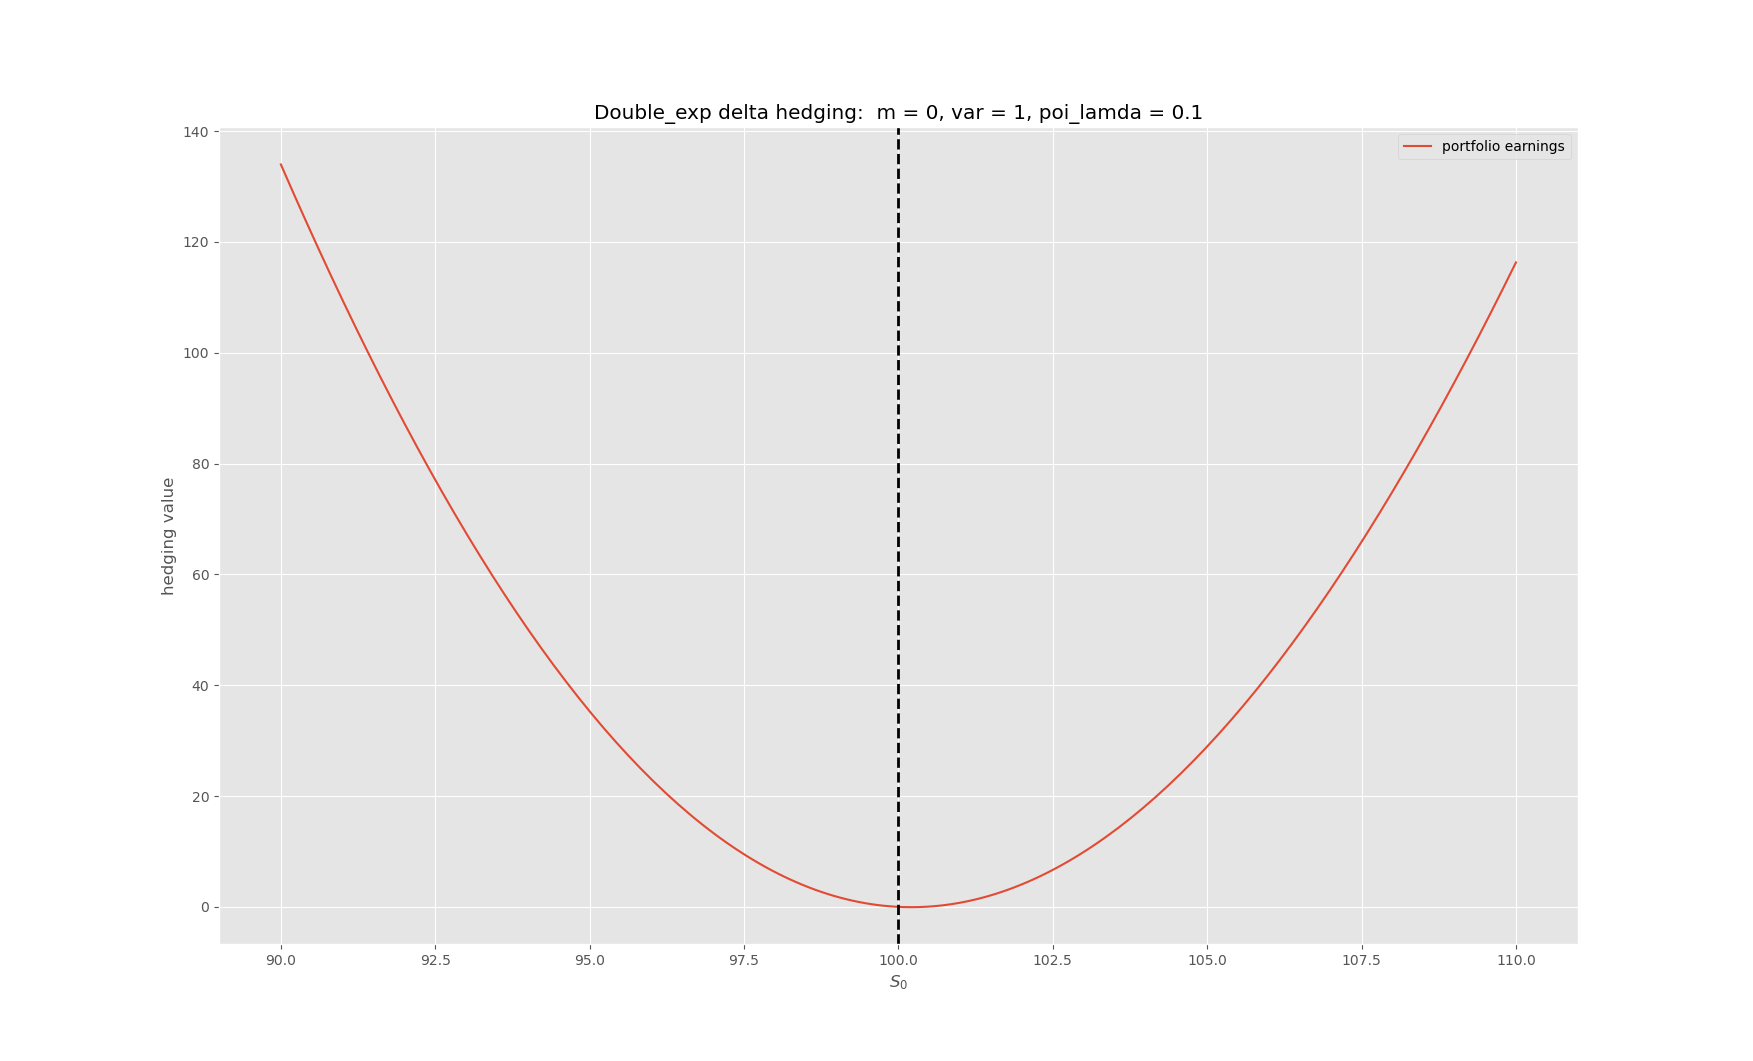 Double_exp delta hedging:  m = 0, var = 1, poi_lamda = 0.1
portfolio earnings
140
120
100
80
60
40
20
0
hedging value
90.0 92.5 95.0 97.5 100.0 102.5 105.0 107.5 110.0
S₀